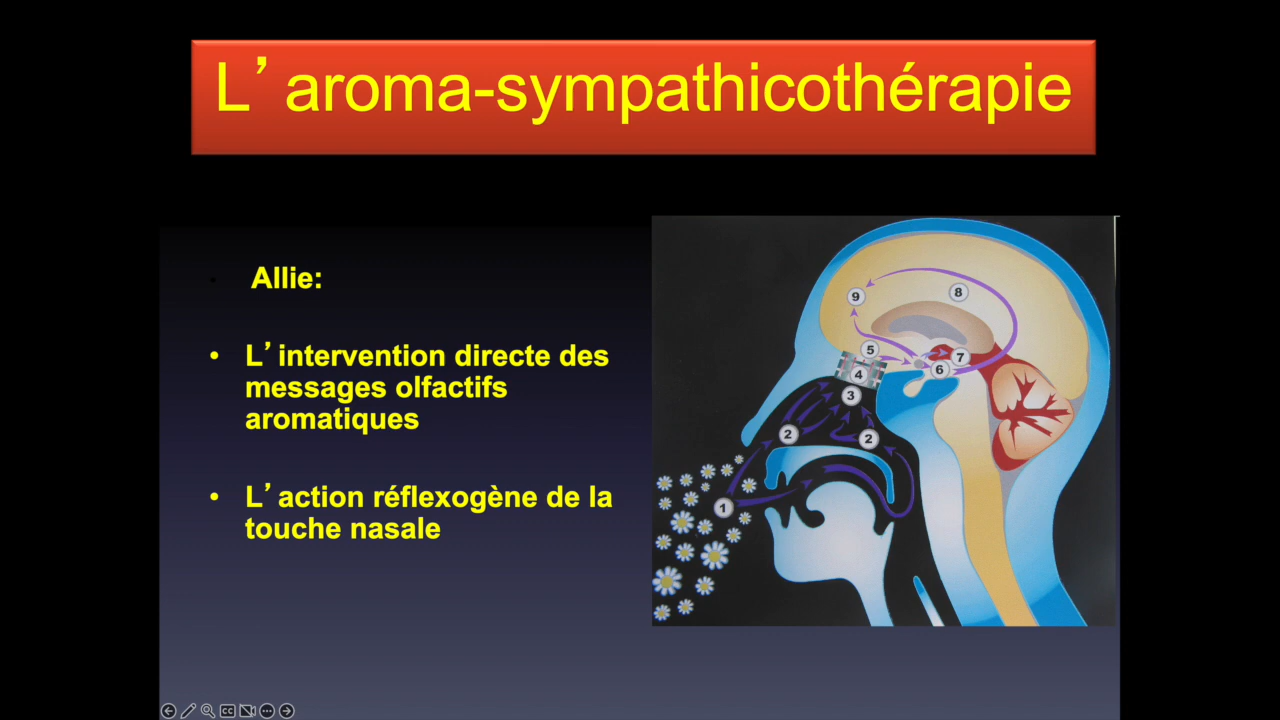 L’aroma-sympathicothérapie
Allie:
• L’intervention directe des
messages olfactifs
aromatiques
• L’action réflexogène de la
touche nasale
9
8
5
7
6
4
3
2
2
1
CC